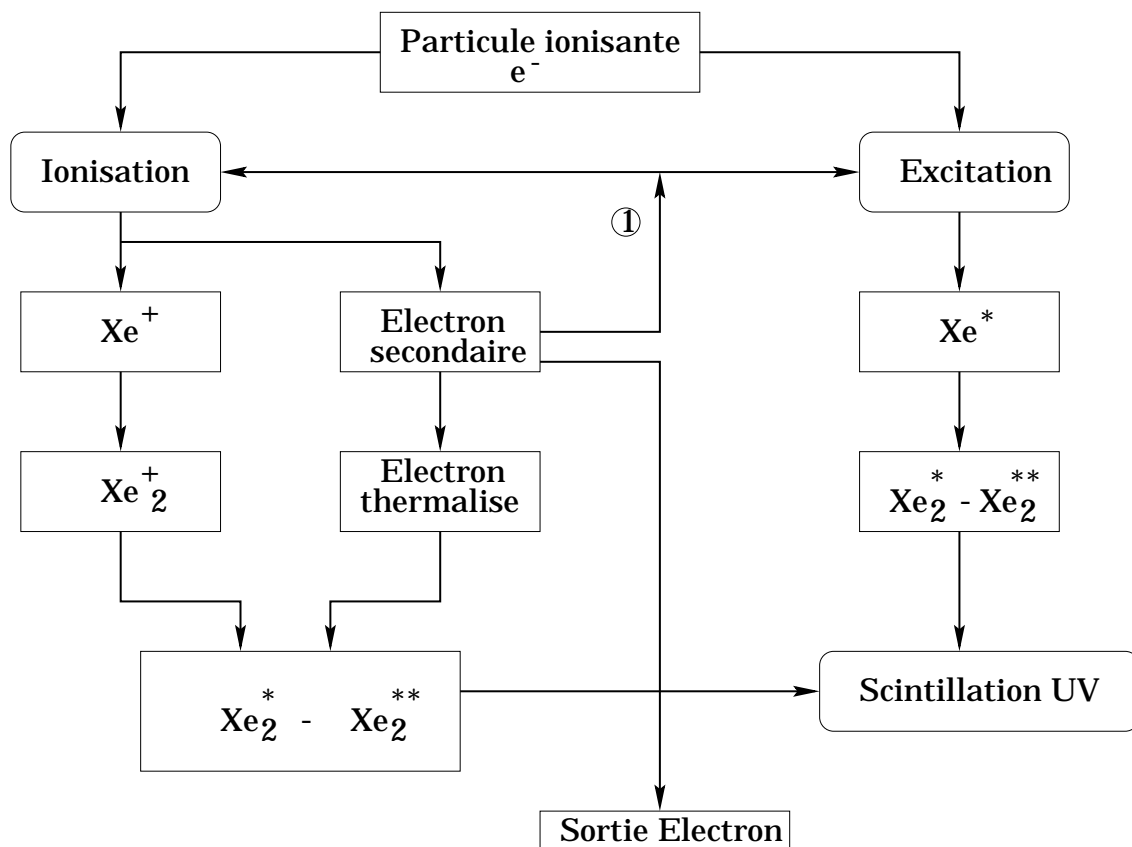 Particule ionisante
e⁻
Ionisation
Excitation
①
Xe⁺
Electron
secondaire
Xe*
Xe₂⁺
Electron
thermalise
Xe₂* - Xe₂**
Xe₂* - Xe₂**
Scintillation UV
Sortie Electron